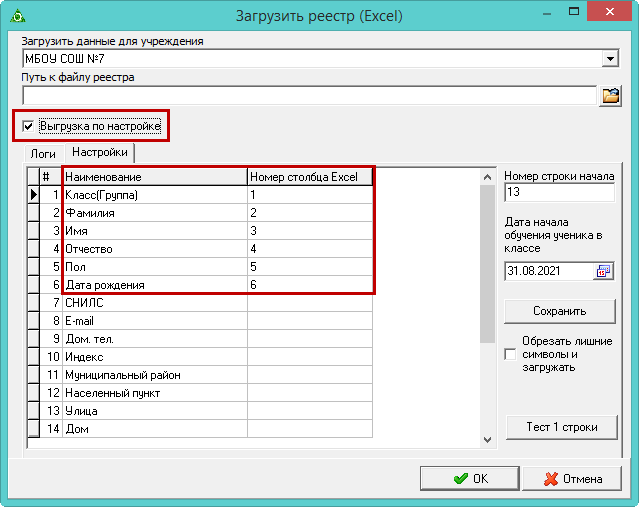 Загрузить реестр (Excel)
Загрузить данные для учреждения
МБОУ СОШ №7
Путь к файлу реестра
Выгрузка по настройке
Логи Настройки
# Наименование Номер столбца Excel
1 Класс(Группа) 1
2 Фамилия 2
3 Имя 3
4 Отчество 4
5 Пол 5
6 Дата рождения 6
7 СНИЛС
8 E-mail
9 Дом. тел.
10 Индекс
11 Муниципальный район
12 Населенный пункт
13 Улица
14 Дом
Номер строки начала
13
Дата начала
обучения ученика в
классе
31.08.2021
Сохранить
Обрезать лишние
символы и
загружать
Тест 1 строки
OK Отмена